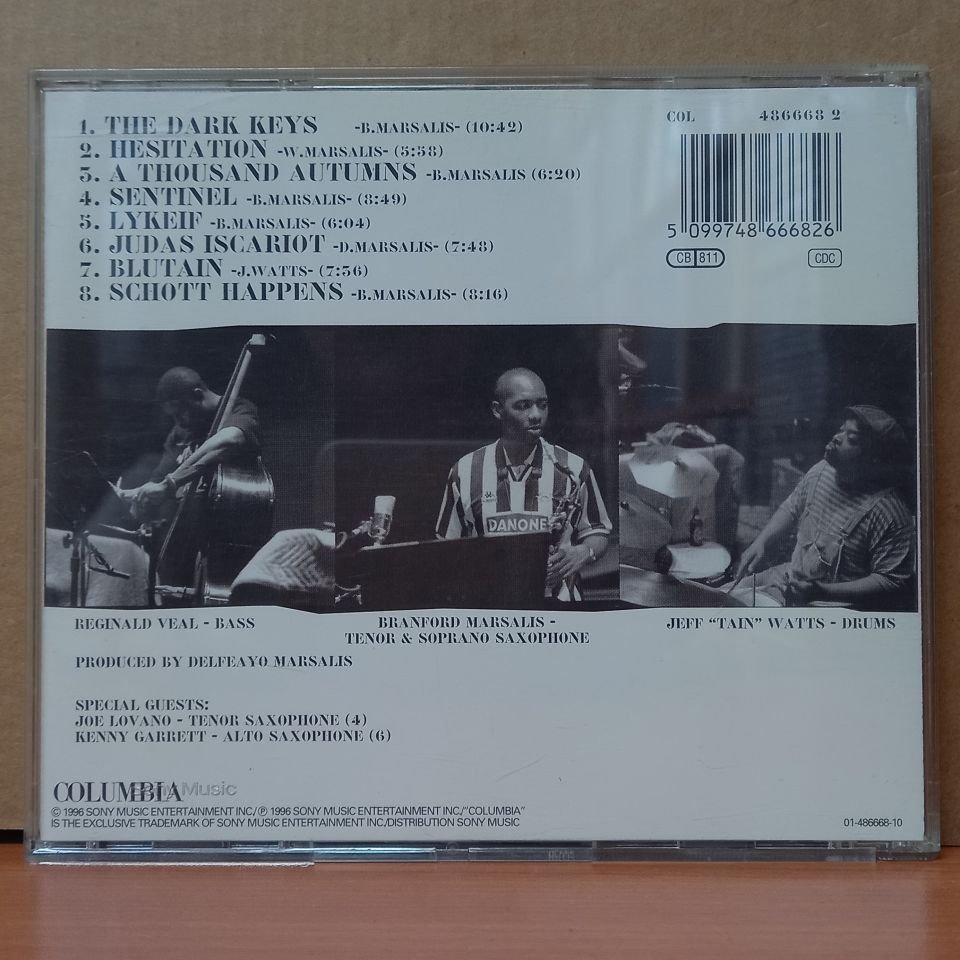 1. THE DARK KEYS -B.MARSALIS- (10:42)
2. HESITATION -W.MARSALIS- (5:58)
3. A THOUSAND AUTUMNS -B.MARSALIS (6:20)
4. SENTINEL -B.MARSALIS- (8:49)
5. LYKEIF -B.MARSALIS- (6:04)
6. JUDAS ISCARIOT -D.MARSALIS- (7:48)
7. BLUTAIN -J.WATTS- (7:56)
8. SCHOTT HAPPENS -B.MARSALIS- (8:16)
COL 486668 2
5 099748 666826
CB 811 CDC
DANONE
REGINALD VEAL - BASS
BRANFORD MARSALIS -
TENOR & SOPRANO SAXOPHONE
JEFF "TAIN" WATTS - DRUMS
PRODUCED BY DELFEAYO MARSALIS
SPECIAL GUESTS:
JOE LOVANO - TENOR SAXOPHONE (4)
KENNY GARRETT - ALTO SAXOPHONE (6)
COLUMBIA
Sony Music
© 1996 SONY MUSIC ENTERTAINMENT INC/℗ 1996 SONY MUSIC ENTERTAINMENT INC./"COLUMBIA"
IS THE EXCLUSIVE TRADEMARK OF SONY MUSIC ENTERTAINMENT INC/DISTRIBUTION SONY MUSIC
01-486668-10